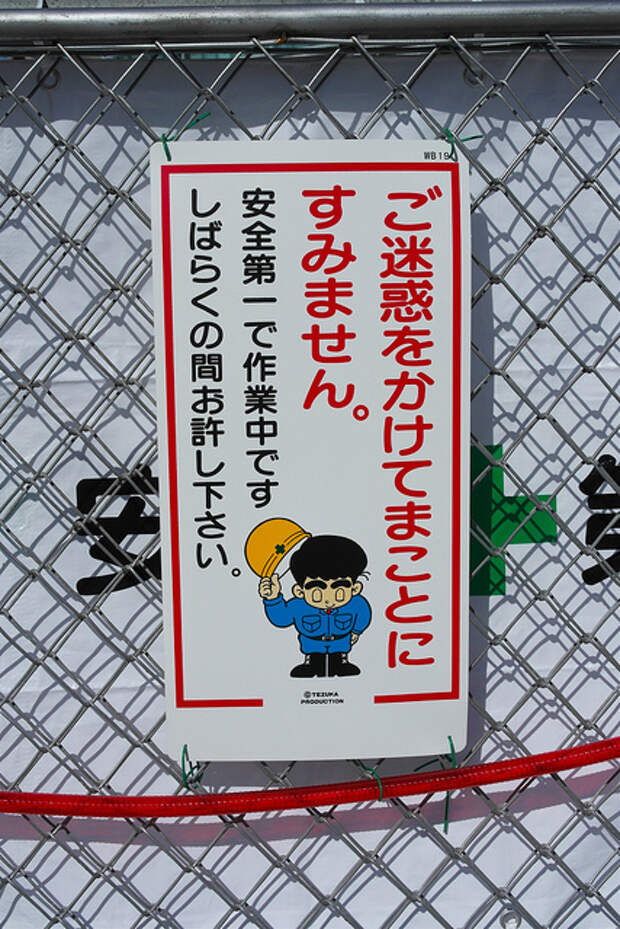 WB19
ご迷惑をかけてまことに
すみません。
安全第一で作業中です
しばらくの間お許し下さい。
©TEZUKA
PRODUCTION
安